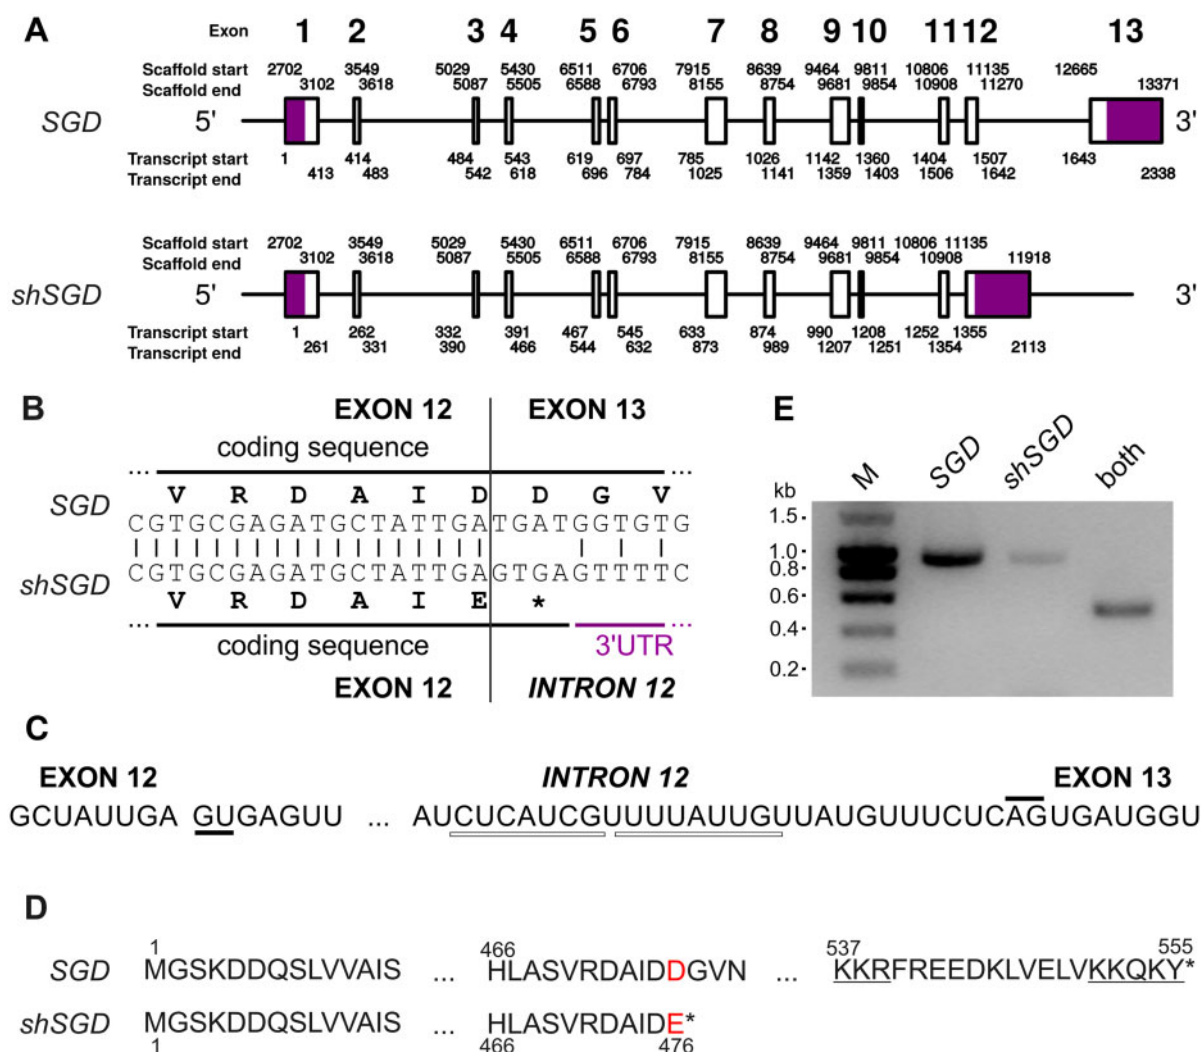 A
Exon 1 2 3 4 5 6 7 8 9 10 11 12 13
Scaffold start 2702 3549 5029 5430 6511 6706 7915 8639 9464 9811 10806 11135 12665
Scaffold end 3102 3618 5087 5505 6588 6793 8155 8754 9681 9854 10908 11270 13371
SGD 5' 3'
Transcript start 1 414 484 543 619 697 785 1026 1142 1360 1404 1507 1643
Transcript end 413 483 542 618 696 784 1025 1141 1359 1403 1506 1642 2338
Scaffold start 2702 3549 5029 5430 6511 6706 7915 8639 9464 9811 10806 11135
Scaffold end 3102 3618 5087 5505 6588 6793 8155 8754 9681 9854 10908 11918
shSGD 5' 3'
Transcript start 1 262 332 391 467 545 633 874 990 1208 1252 1355
Transcript end 261 331 390 466 544 632 873 989 1207 1251 1354 2113
B
EXON 12 EXON 13
coding sequence
... ...
SGD V R D A I D D G V
CGTGCGAGATGCTATTGATGATGGTGTG
shSGD CGTGCGAGATGCTATTGAGTGAGTTTTC
V R D A I E *
... ...
coding sequence 3'UTR
EXON 12 INTRON 12
E
M SGD shSGD both
kb
1.5
1.0
0.8
0.6
0.4
0.2
C
EXON 12 INTRON 12 EXON 13
GCUAUUGA GUGAGUU ... AUCUCAUCGUUUUAUUGUUAUGUUUCUCAGUGAUGGU
D
1 466 537 555
SGD MGSKDDQSLVVAIS ... HLASVRDAIDDGVN ... KKRFREEDKLVELVKKQKY*
shSGD MGSKDDQSLVVAIS ... HLASVRDAIDE*
1 466 476